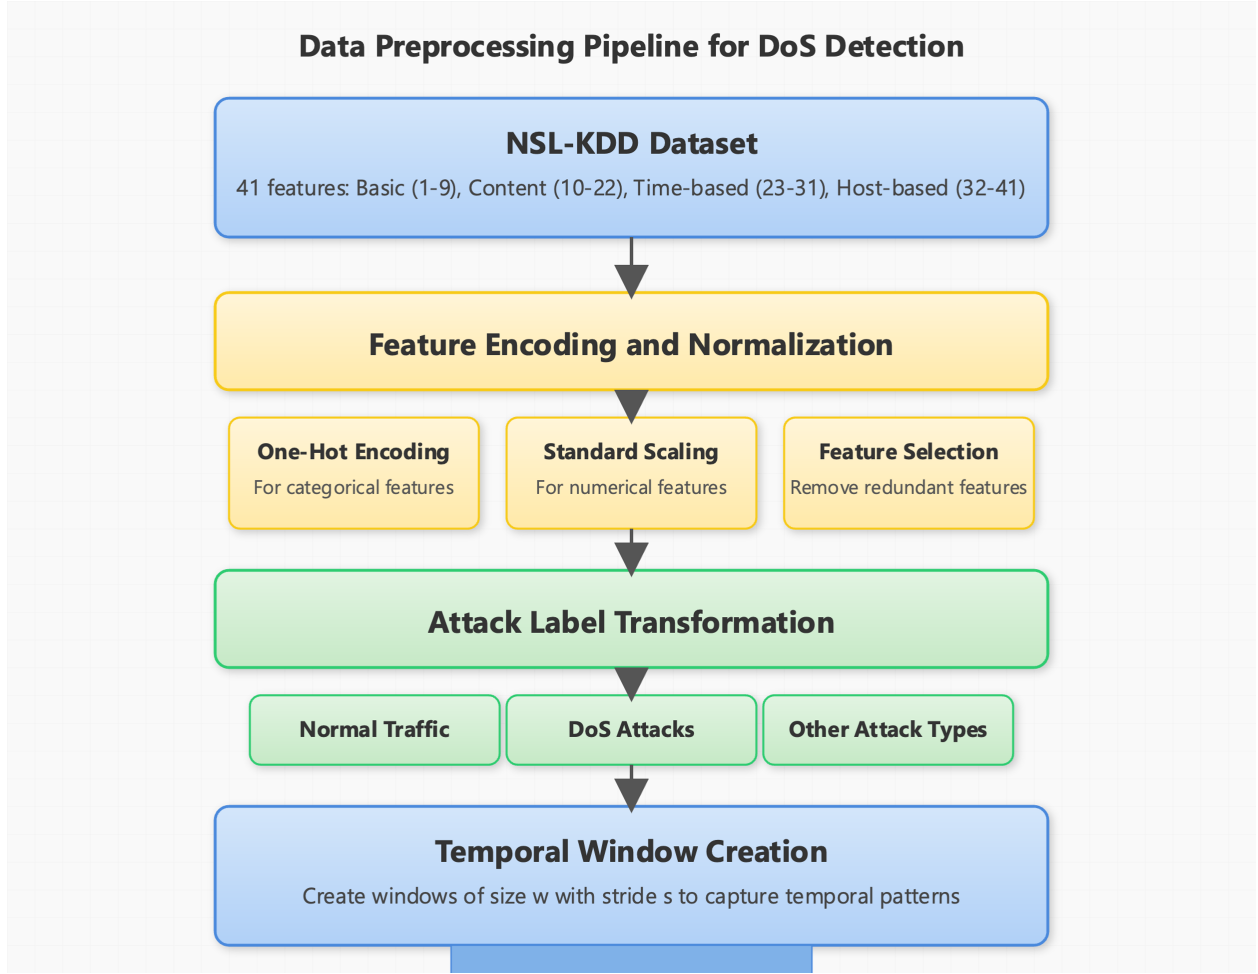 Data Preprocessing Pipeline for DoS Detection
NSL-KDD Dataset
41 features: Basic (1-9), Content (10-22), Time-based (23-31), Host-based (32-41)
Feature Encoding and Normalization
One-Hot Encoding
For categorical features
Standard Scaling
For numerical features
Feature Selection
Remove redundant features
Attack Label Transformation
Normal Traffic
DoS Attacks
Other Attack Types
Temporal Window Creation
Create windows of size w with stride s to capture temporal patterns